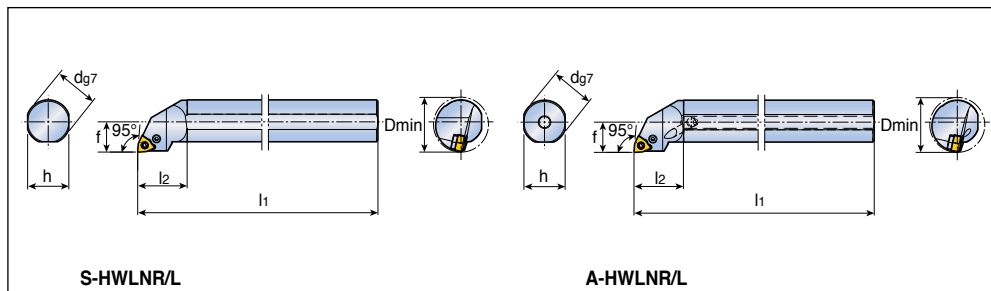 dg7
95°
f
h
l2
l1
Dmin
S-HWLNR/L
dg7
95°
f
h
l2
l1
Dmin
A-HWLNR/L